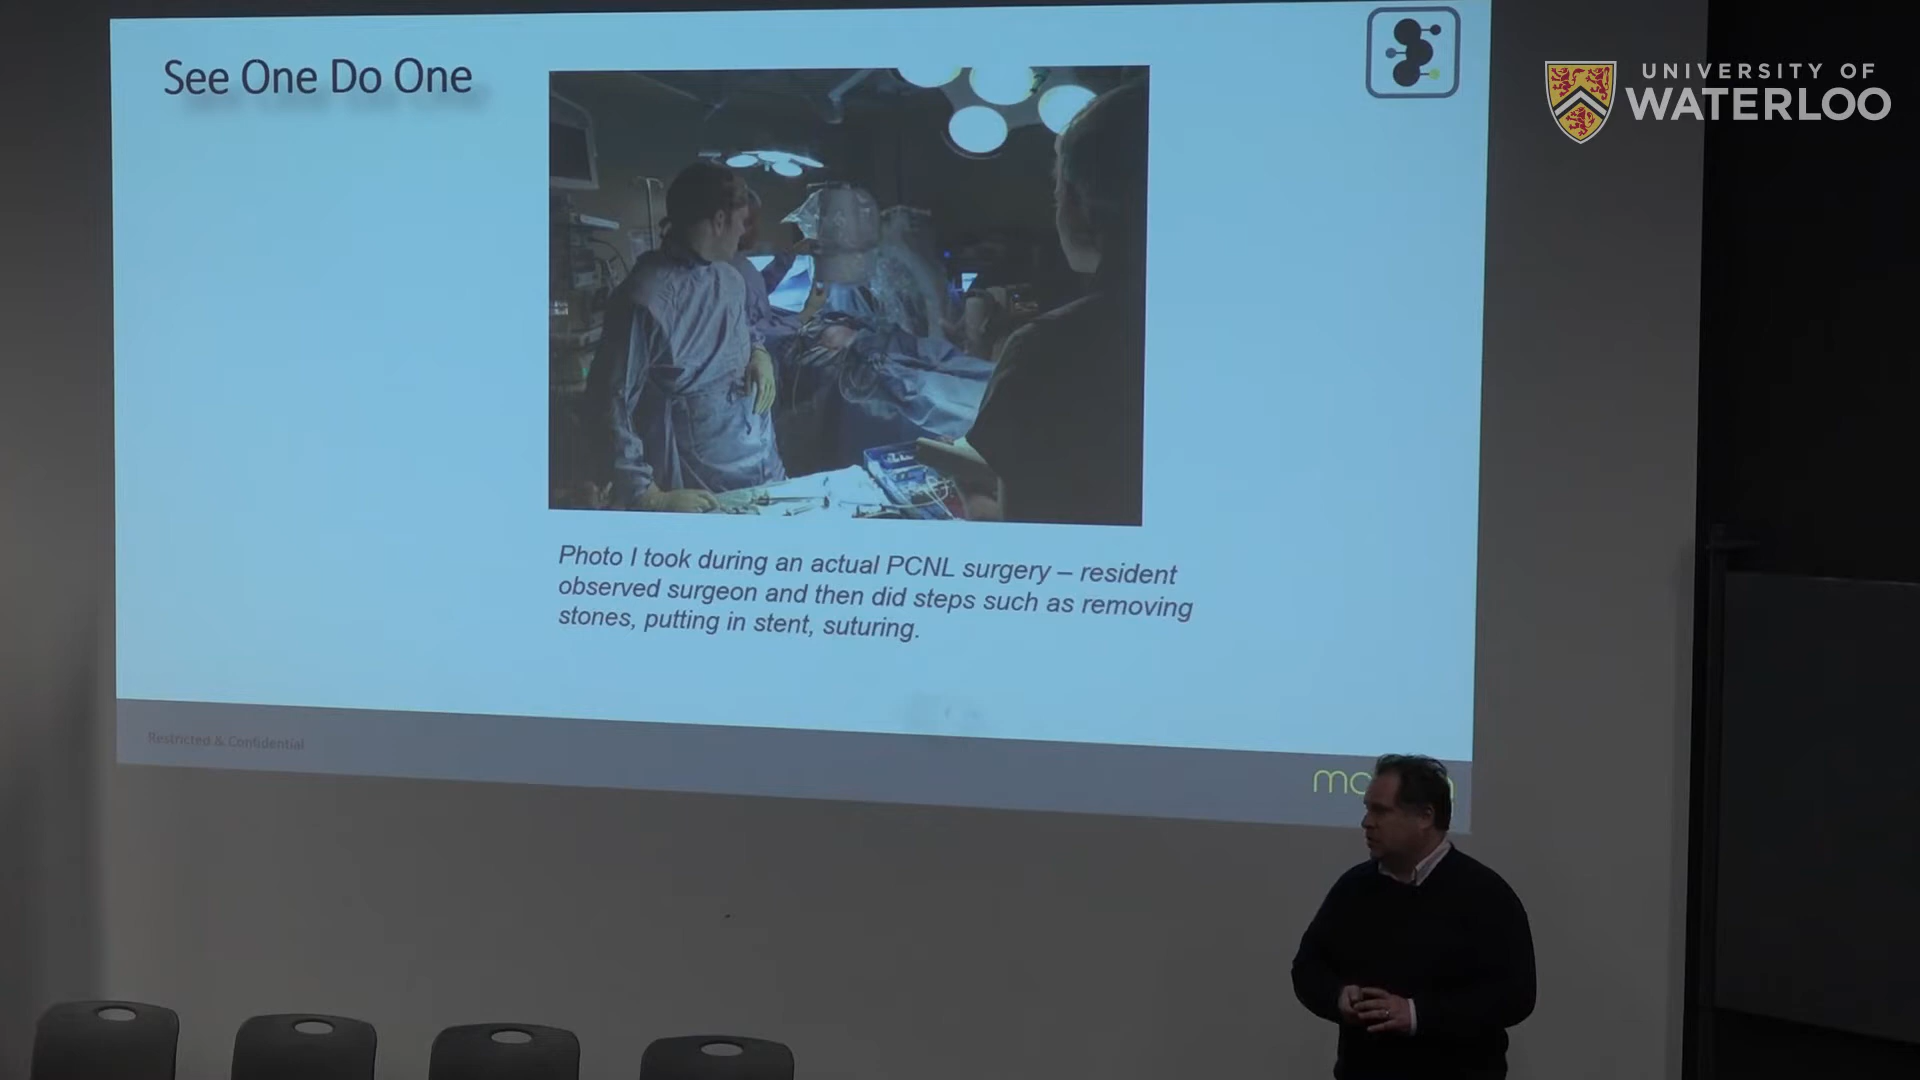 See One Do One
UNIVERSITY OF
WATERLOO
Photo I took during an actual PCNL surgery – resident
observed surgeon and then did steps such as removing
stones, putting in stent, suturing.
Restricted & Confidential